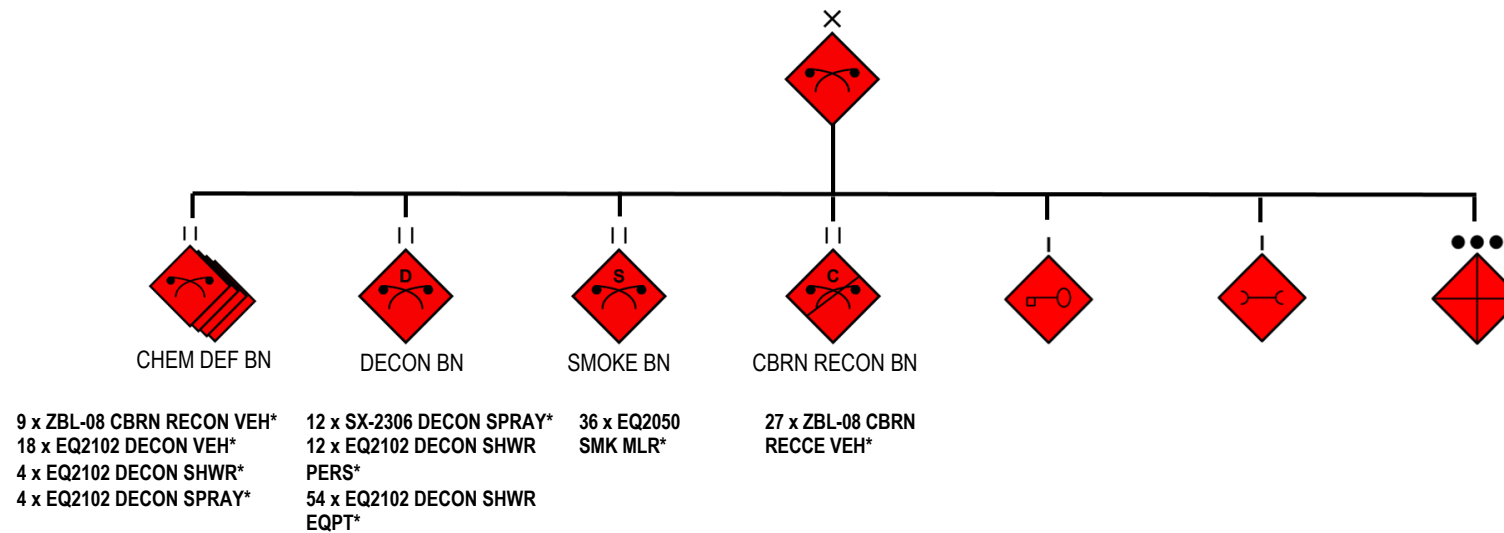 D
S
C
CHEM DEF BN
DECON BN
SMOKE BN
CBRN RECON BN
9 x ZBL-08 CBRN RECON VEH*
18 x EQ2102 DECON VEH*
4 x EQ2102 DECON SHWR*
4 x EQ2102 DECON SPRAY*
12 x SX-2306 DECON SPRAY*
12 x EQ2102 DECON SHWR
PERS*
54 x EQ2102 DECON SHWR
EQPT*
36 x EQ2050
SMK MLR*
27 x ZBL-08 CBRN
RECCE VEH*